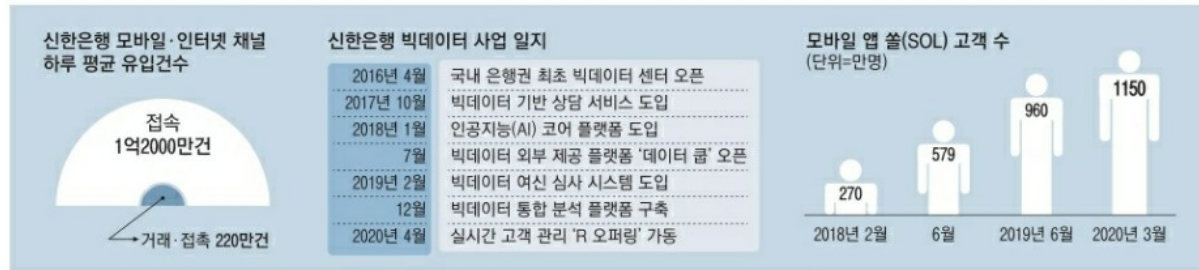 신한은행 모바일·인터넷 채널
하루 평균 유입건수
접속
1억2000만건
거래·접촉 220만건
신한은행 빅데이터 사업 일지
2016년 4월 국내 은행권 최초 빅데이터 센터 오픈
2017년 10월 빅데이터 기반 상담 서비스 도입
2018년 1월 인공지능(AI) 코어 플랫폼 도입
7월 빅데이터 외부 제공 플랫폼 '데이터 쿱' 오픈
2019년 2월 빅데이터 여신 심사 시스템 도입
12월 빅데이터 통합 분석 플랫폼 구축
2020년 4월 실시간 고객 관리 'R 오퍼링' 가동
모바일 앱 쏠(SOL) 고객 수
(단위=만명)
270
579
960
1150
2018년 2월
6월
2019년 6월
2020년 3월